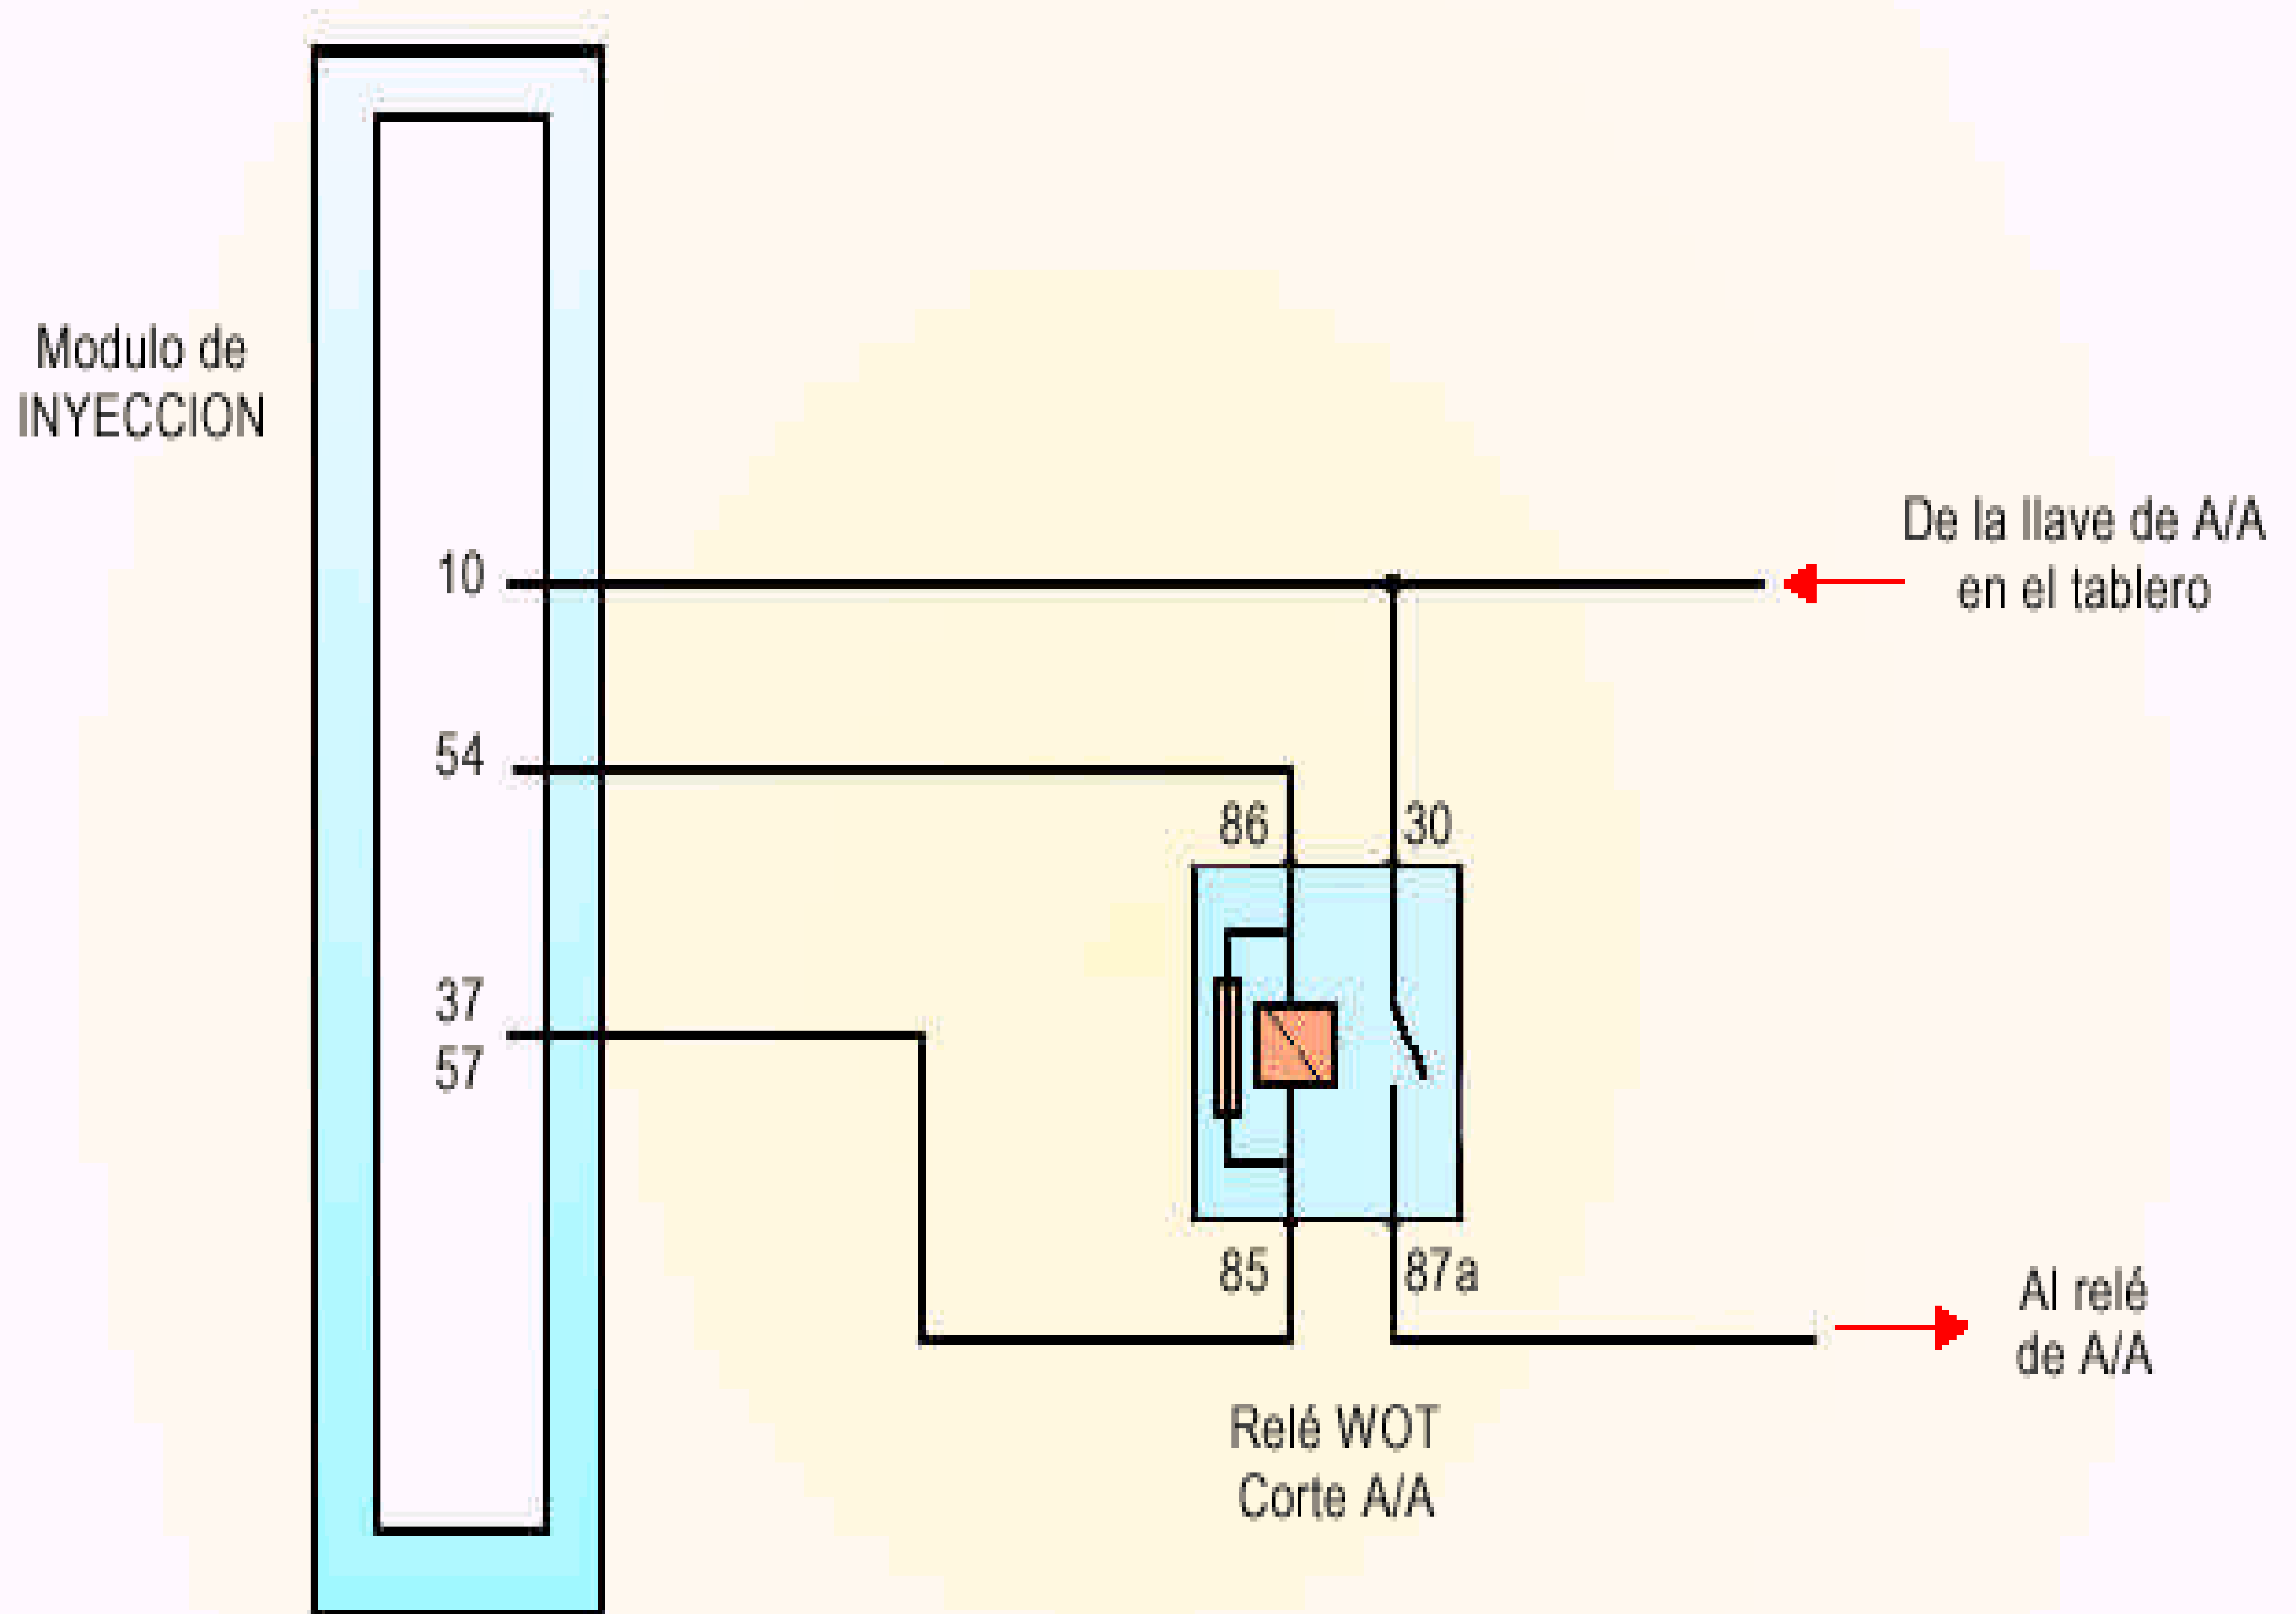 Modulo de
INYECCION
10
54
37
57
De la llave de A/A
en el tablero
86
30
85
87a
Al relé
de A/A
Relé WOT
Corte A/A